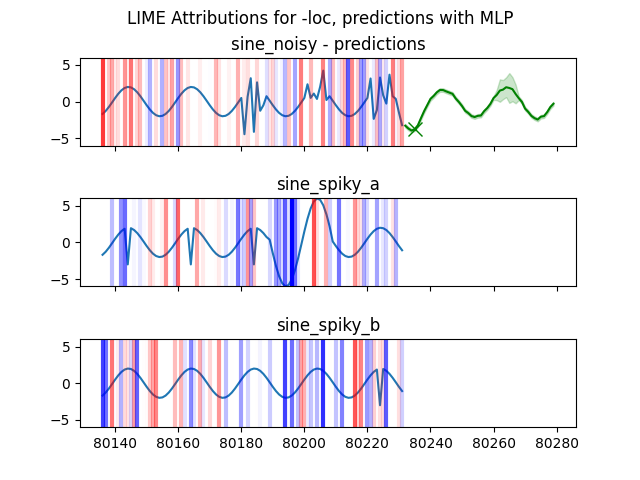 LIME Attributions for -loc, predictions with MLP
sine_noisy - predictions
5
0
−5
sine_spiky_a
5
0
−5
sine_spiky_b
5
0
−5
80140 80160 80180 80200 80220 80240 80260 80280